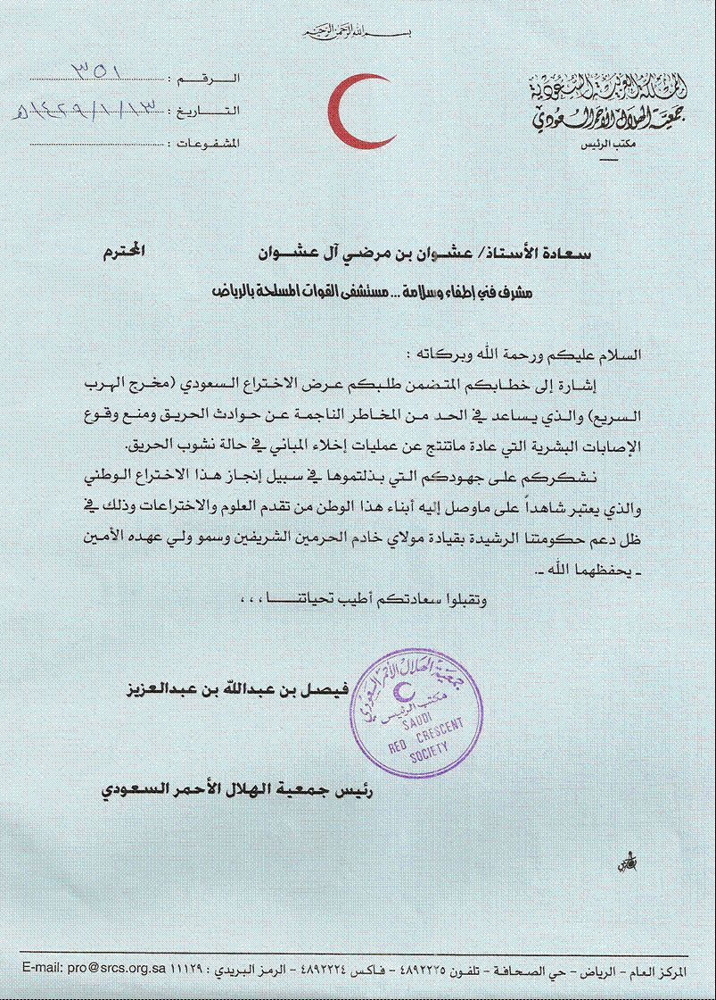 بسم الله الرحمن الرحيم
المملكة العربية السعودية
جمعية الهلال الأحمر السعودي
مكتب الرئيس
الـــرقـــم : ٣٥١
التـــاريخ : ١٤٢٩/١/١٣هـ
المشفوعات :
سعادة الأستاذ/ عشوان بن مرضي آل عشوان المحترم
مشرف فني إطفاء وسلامة ... مستشفى القوات المسلحة بالرياض
السلام عليكم ورحمة الله وبركاته :
إشارة إلى خطابكم المتضمن طلبكم عرض الاختراع السعودي (مخرج الهرب
السريع) والذي يساعد في الحد من المخاطر الناجمة عن حوادث الحريق ومنع وقوع
الإصابات البشرية التي عادة ماتنتج عن عمليات إخلاء المباني في حالة نشوب الحريق.
نشكركم على جهودكم التي بذلتموها في سبيل إنجاز هذا الاختراع الوطني
والذي يعتبر شاهداً على ماوصل إليه أبناء هذا الوطن من تقدم العلوم والاختراعات وذلك في
ظل دعم حكومتنا الرشيدة بقيادة مولاي خادم الحرمين الشريفين وسمو ولي عهده الأمين
ـ يحفظهما الله ـ.
وتقبلوا سعادتكم أطيب تحياتنـــــا ، ، ،
جمعية الهلال الأحمر السعودي
مكتب الرئيس
SAUDI
RED CRESCENT
SOCIETY
فيصل بن عبدالله بن عبدالعزيز
رئيس جمعية الهلال الأحمر السعودي
المركز العام – الرياض – حي الصحافة – تلفون ٤٨٩٢٢٣٥ – فاكس ٤٨٩٢٢٢٤ – الرمز البريدي : ١١١٢٩ E-mail: pro@srcs.org.sa